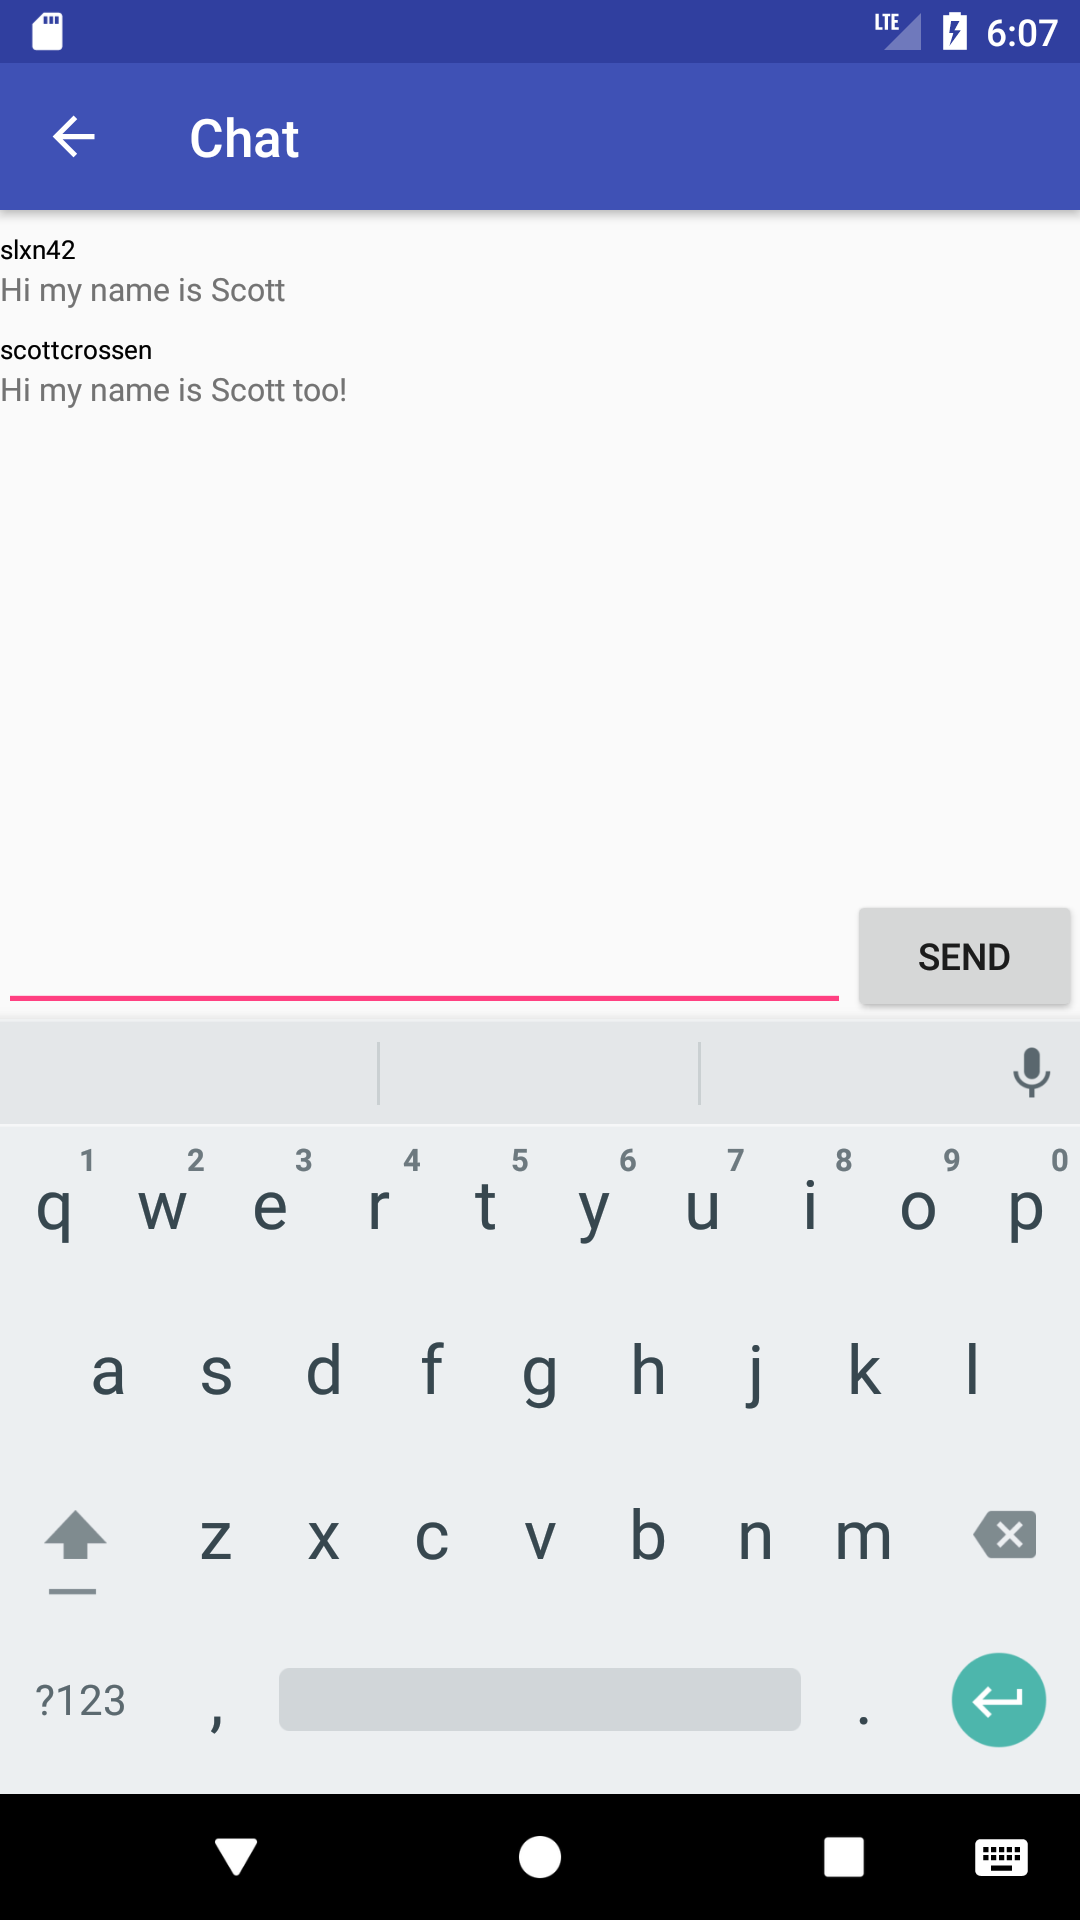 LTE 6:07
Chat
slxn42
Hi my name is Scott
scottcrossen
Hi my name is Scott too!
SEND
1 2 3 4 5 6 7 8 9 0
q w e r t y u i o p
a s d f g h j k l
z x c v b n m
?123 , .